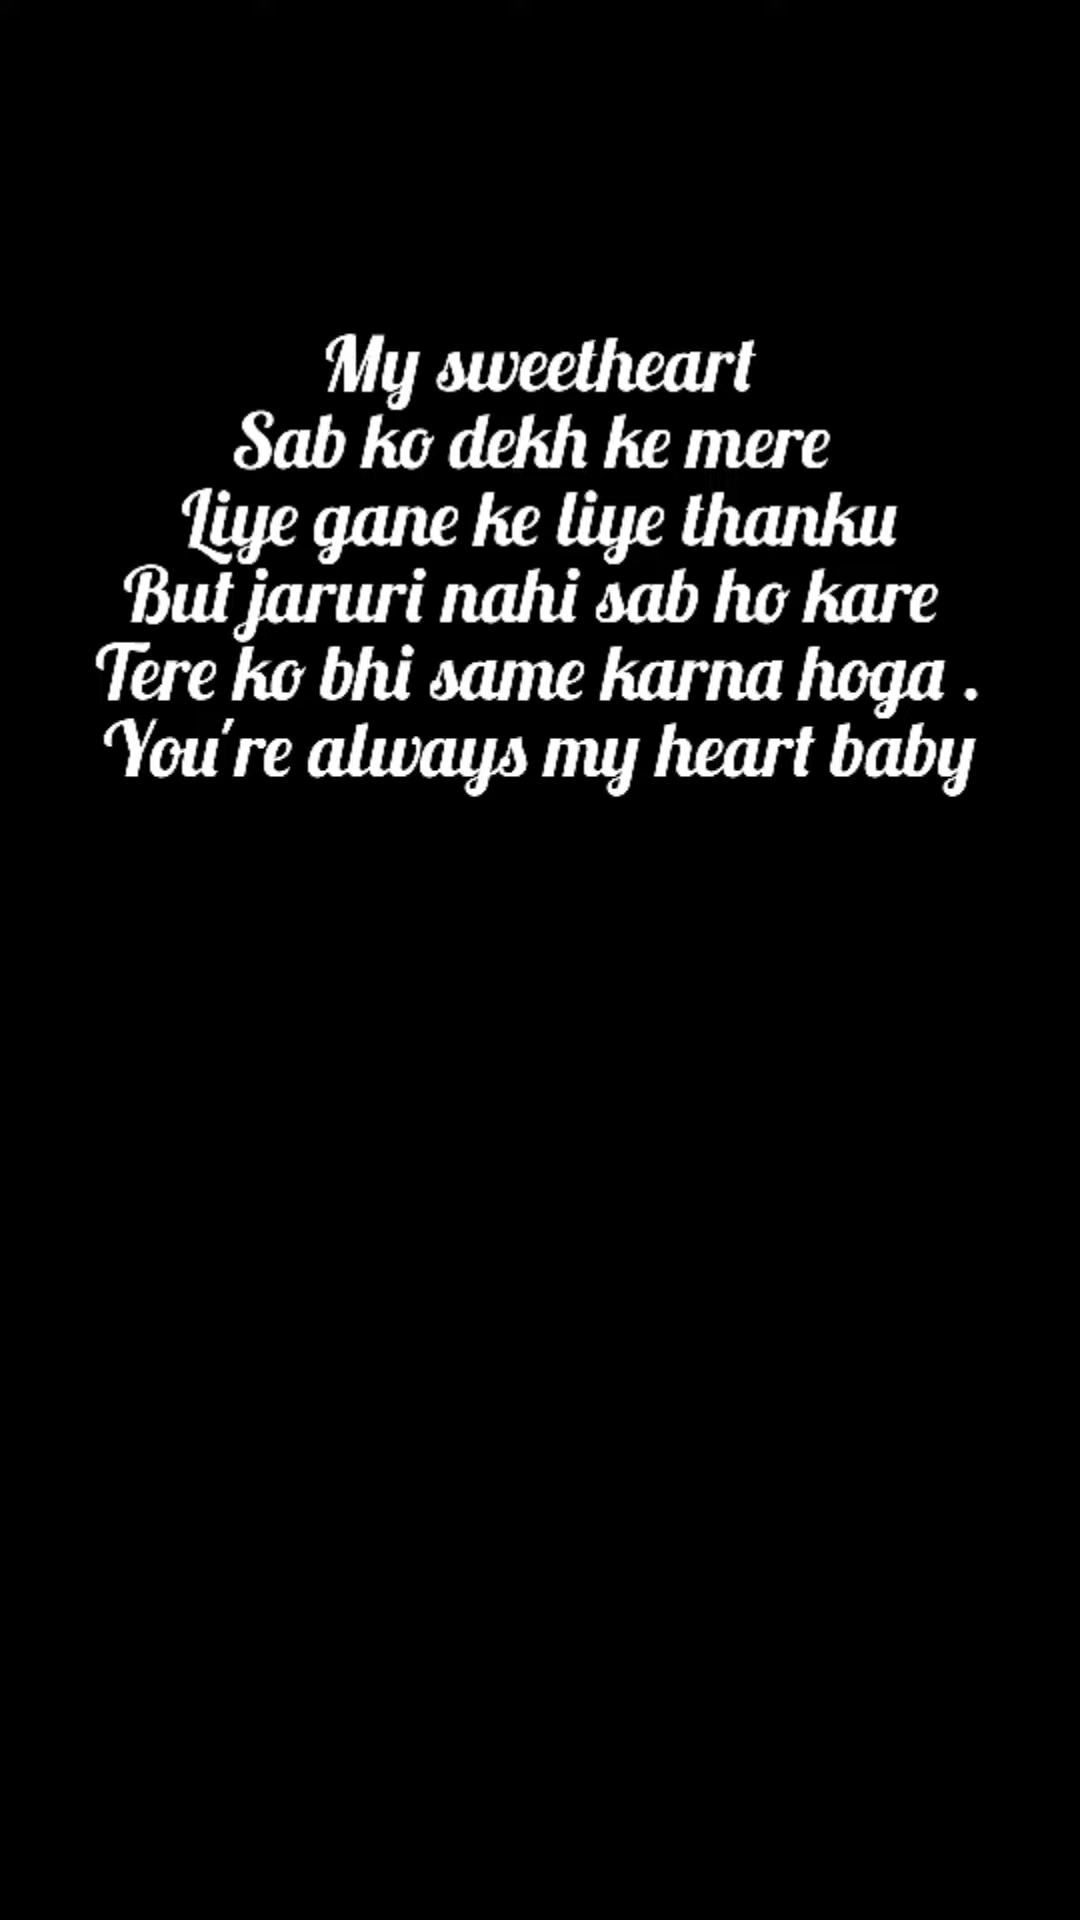 My sweetheart
Sab ko dekh ke mere
Liye gane ke liye thanku
But jaruri nahi sab ho kare
Tere ko bhi same karna hoga .
You're always my heart baby